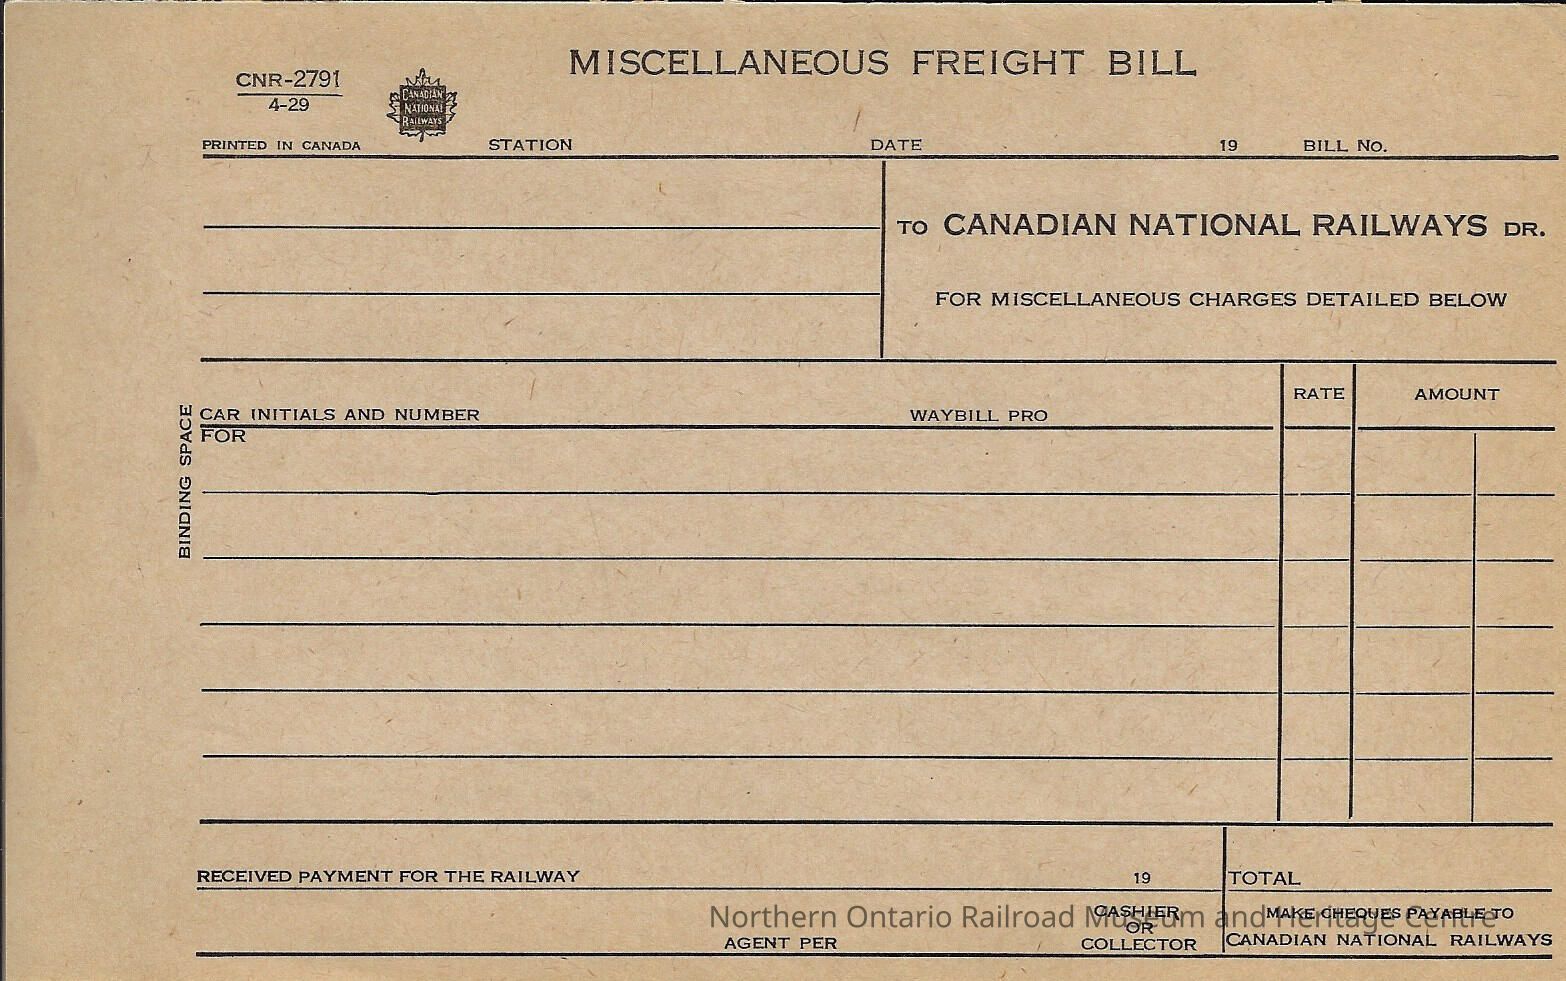 MISCELLANEOUS FREIGHT BILL
CNR-2791
4-29
CANADIAN
NATIONAL
RAILWAYS
PRINTED IN CANADA STATION DATE 19 BILL No.
TO CANADIAN NATIONAL RAILWAYS DR.
FOR MISCELLANEOUS CHARGES DETAILED BELOW
RATE AMOUNT
CAR INITIALS AND NUMBER WAYBILL PRO
FOR
BINDING SPACE
RECEIVED PAYMENT FOR THE RAILWAY 19 TOTAL
AGENT PER
CASHIER
OR
COLLECTOR
MAKE CHEQUES PAYABLE TO
CANADIAN NATIONAL RAILWAYS
Northern Ontario Railroad Museum and Heritage Centre